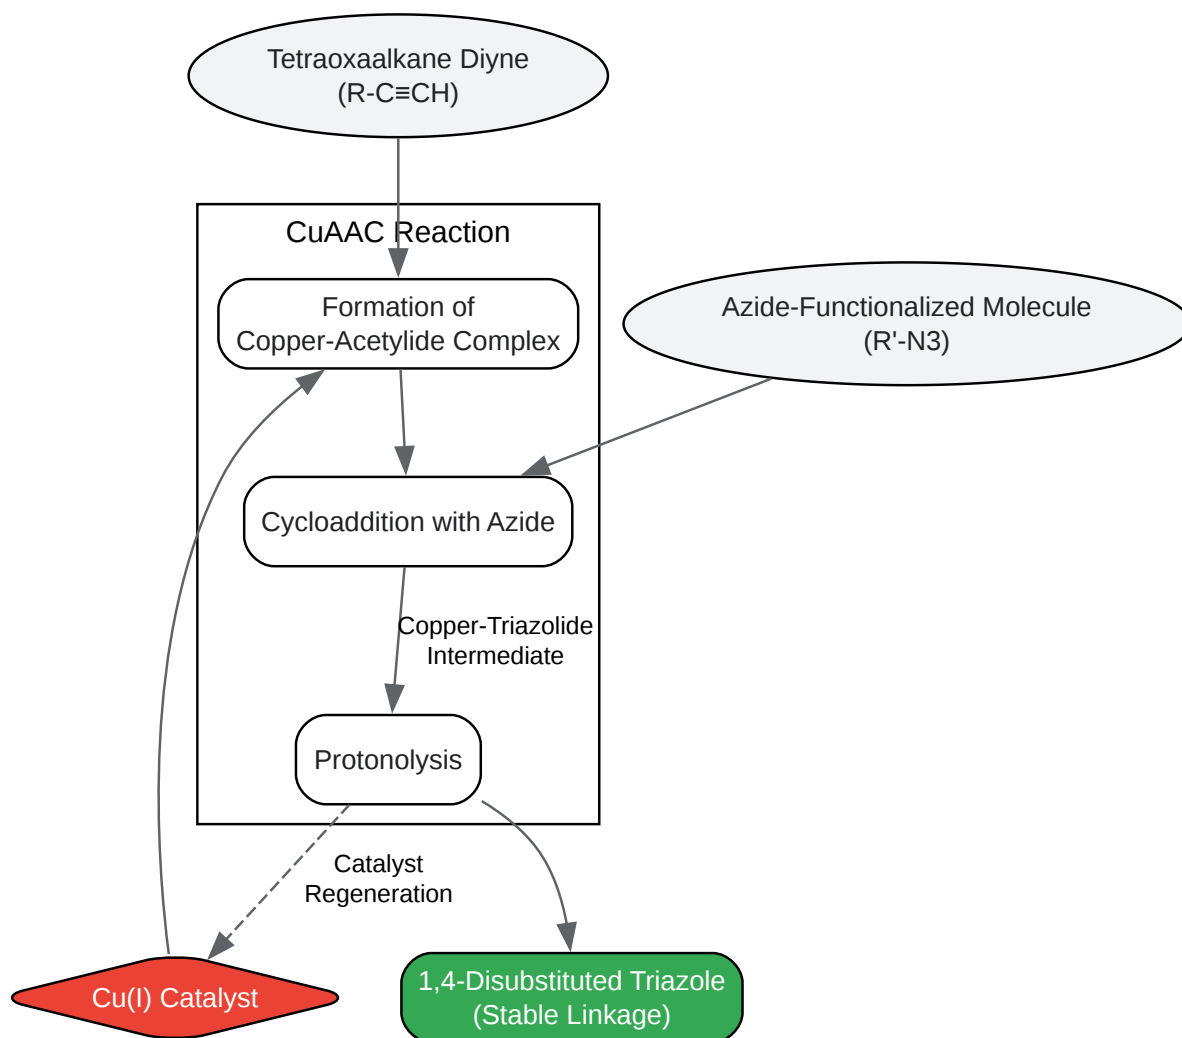 Tetraoxaalkane Diyne
(R-C≡CH)
CuAAC Reaction
Formation of
Copper-Acetylide Complex
Azide-Functionalized Molecule
(R'-N3)
Cycloaddition with Azide
Copper-Triazolide
Intermediate
Protonolysis
Catalyst
Regeneration
Cu(I) Catalyst
1,4-Disubstituted Triazole
(Stable Linkage)